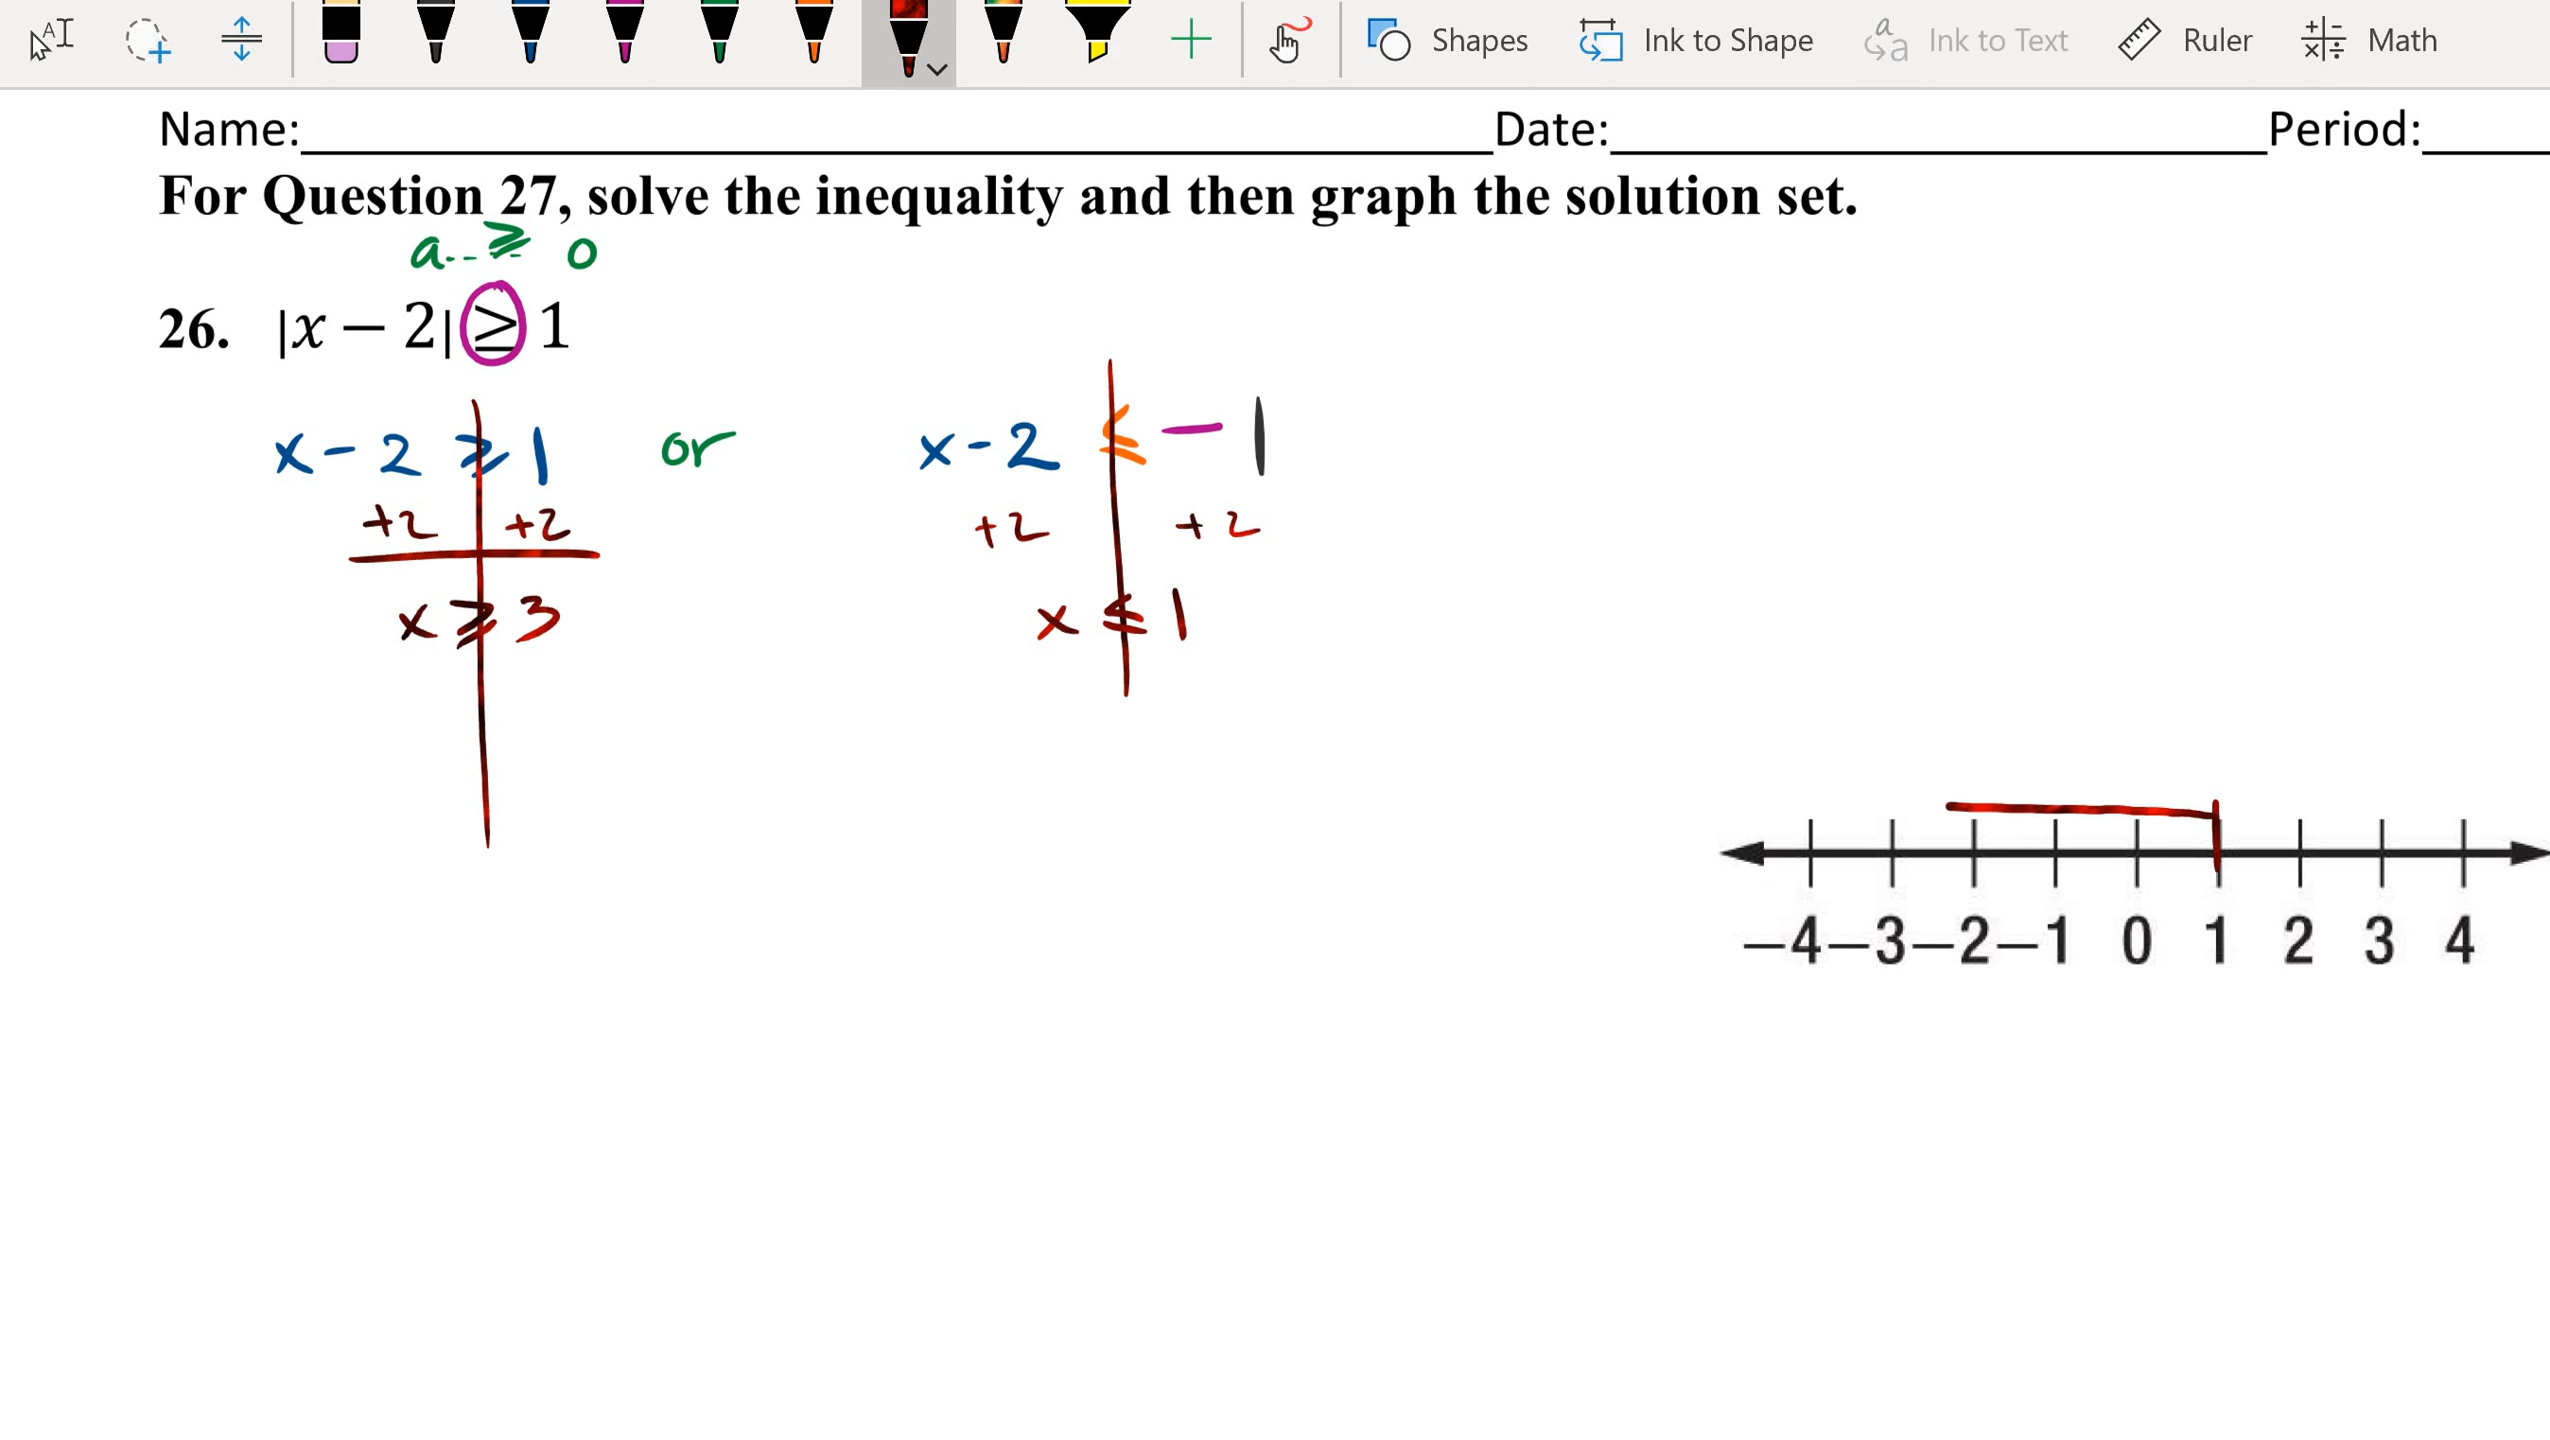 Shapes Ink to Shape Ink to Text Ruler Math
Name: Date: Period:
For Question 27, solve the inequality and then graph the solution set.
a..≥ 0
26. |x − 2| ≥ 1
x - 2 ≥ 1 or x - 2 ≤ - 1
+2 +2 +2 +2
x ≥ 3 x ≤ 1
−4 −3 −2 −1 0 1 2 3 4